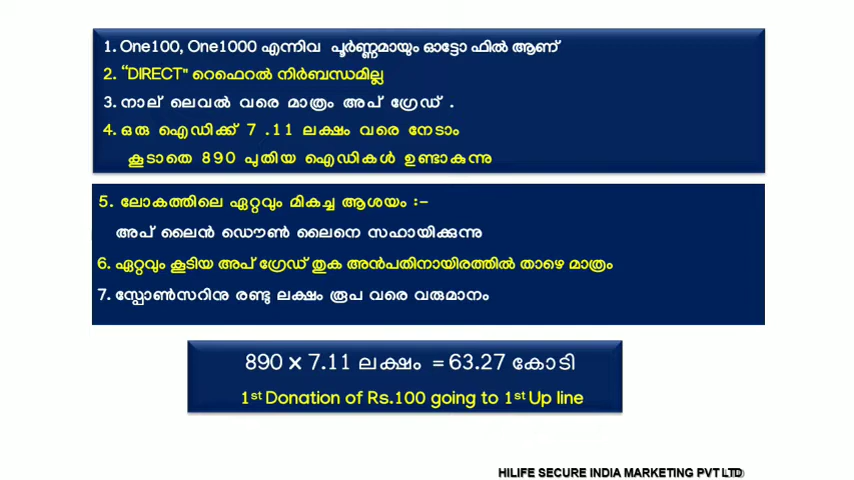 1. One100, One1000 എന്നിവ പൂർണ്ണമായും ഓട്ടോ ഫിൽ ആണ്
2. “DIRECT" റെഫെറൽ നിർബന്ധമില്ല
3. നാല് ലെവൽ വരെ മാത്രം അപ് ഗ്രേഡ് .
4. ഒരു ഐഡിക്ക് 7 .11 ലക്ഷം വരെ നേടാം
കൂടാതെ 890 പുതിയ ഐഡികൾ ഉണ്ടാകുന്നു
5. ലോകത്തിലെ ഏറ്റവും മികച്ച ആശയം :-
അപ് ലൈൻ ഡൌൺ ലൈനെ സഹായിക്കുന്നു
6. ഏറ്റവും കൂടിയ അപ് ഗ്രേഡ് തുക അൻപതിനായിരത്തിൽ താഴെ മാത്രം
7. സ്പോൺസറിനു രണ്ടു ലക്ഷം രൂപ വരെ വരുമാനം
890 x 7.11 ലക്ഷം = 63.27 കോടി
1st Donation of Rs.100 going to 1st Up line
HILIFE SECURE INDIA MARKETING PVT LTD